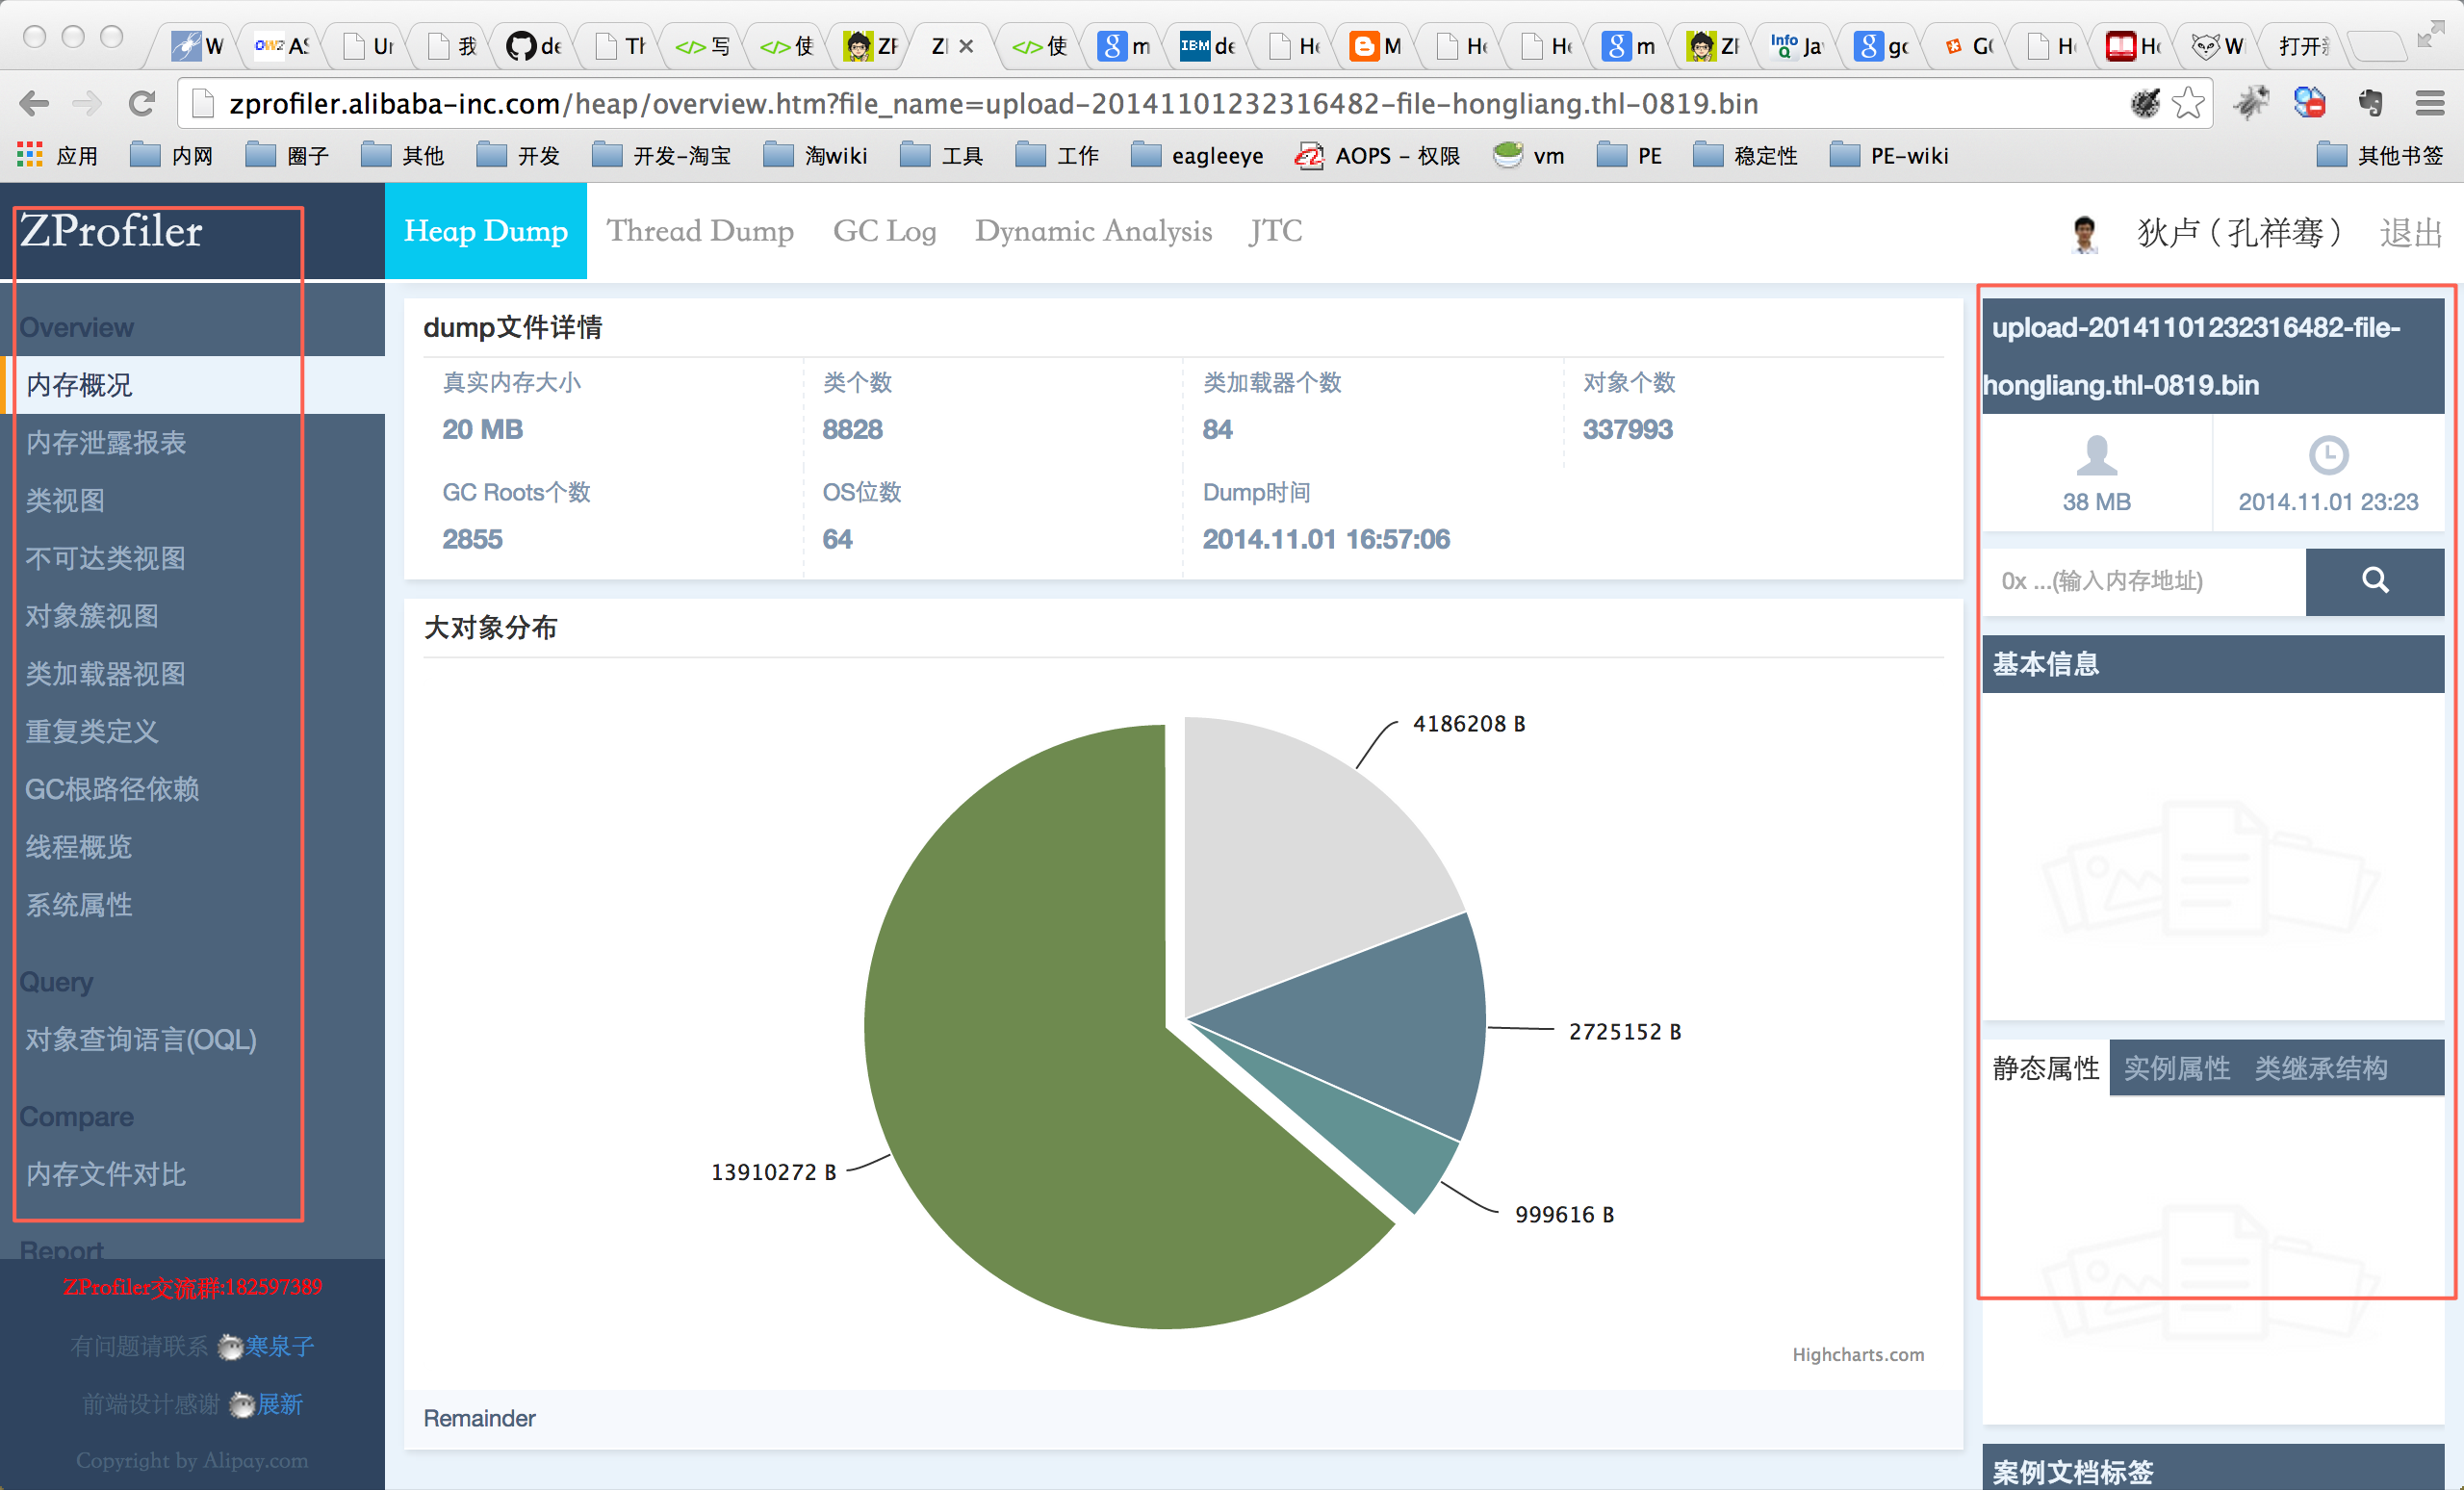 W
OW2 AS
Ur
我
de
Th
写
使
ZP
ZI
使
m
IBM de
He
M
He
He
m
ZP
InfoQ Ja
go
GC
H
He
W
打开
zprofiler.alibaba-inc.com/heap/overview.htm?file_name=upload-20141101232316482-file-hongliang.thl-0819.bin
应用 内网 圈子 其他 开发 开发-淘宝 淘wiki 工具 工作 eagleeye AOPS - 权限 vm PE 稳定性 PE-wiki 其他书签
ZProfiler
Heap Dump Thread Dump GC Log Dynamic Analysis JTC
狄卢(孔祥骞) 退出
Overview
内存概况
内存泄露报表
类视图
不可达类视图
对象簇视图
类加载器视图
重复类定义
GC根路径依赖
线程概览
系统属性
Query
对象查询语言(OQL)
Compare
内存文件对比
Report
ZProfiler交流群:182597389
有问题请联系 寒泉子
前端设计感谢 展新
Copyright by Alipay.com
dump文件详情
真实内存大小 类个数 类加载器个数 对象个数
20 MB 8828 84 337993
GC Roots个数 OS位数 Dump时间
2855 64 2014.11.01 16:57:06
大对象分布
4186208 B
2725152 B
13910272 B
999616 B
Highcharts.com
Remainder
upload-20141101232316482-file-
hongliang.thl-0819.bin
38 MB 2014.11.01 23:23
0x ...(输入内存地址)
基本信息
静态属性 实例属性 类继承结构
案例文档标签